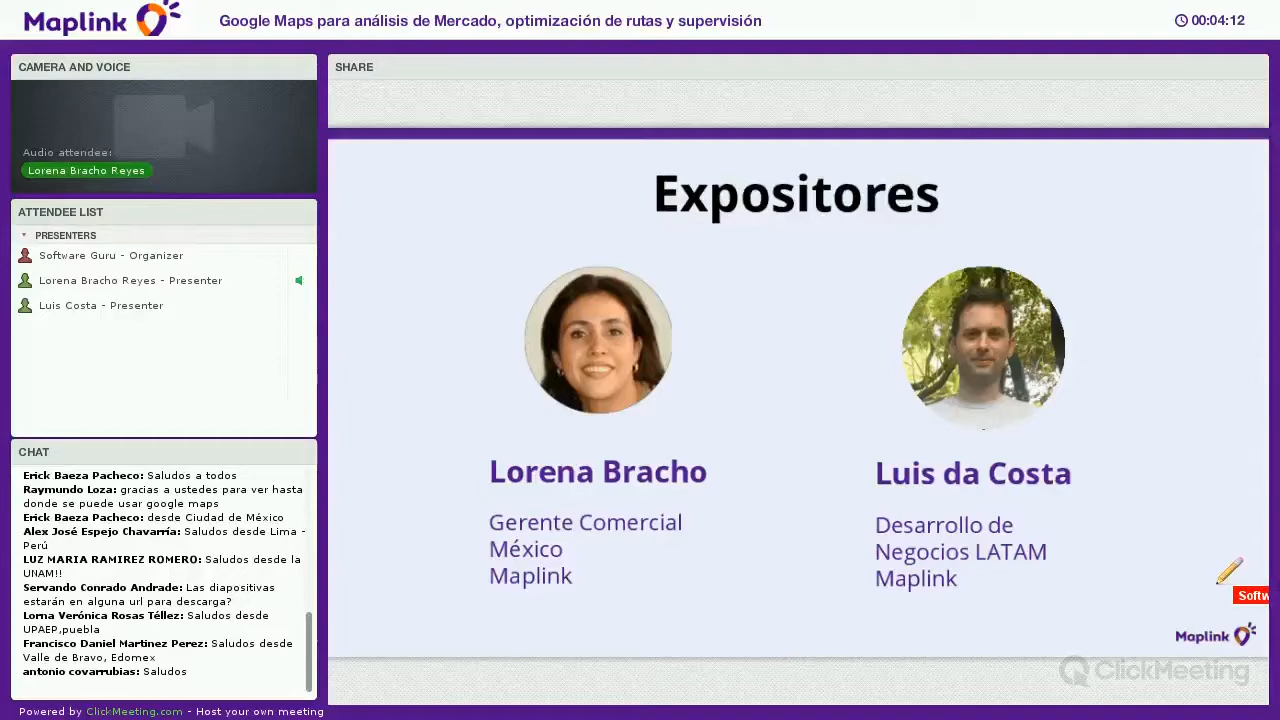 Maplink
Google Maps para análisis de Mercado, optimización de rutas y supervisión
00:04:12
CAMERA AND VOICE
Audio attendee:
Lorena Bracho Reyes
ATTENDEE LIST
PRESENTERS
Software Guru - Organizer
Lorena Bracho Reyes - Presenter
Luis Costa - Presenter
CHAT
Erick Baeza Pacheco: Saludos a todos
Raymundo Loza: gracias a ustedes para ver hasta
donde se puede usar google maps
Erick Baeza Pacheco: desde Ciudad de México
Alex José Espejo Chavarría: Saludos desde Lima -
Perú
LUZ MARIA RAMIREZ ROMERO: Saludos desde la
UNAM!!
Servando Conrado Andrade: Las diapositivas
estarán en alguna url para descarga?
Lorna Verónica Rosas Téllez: Saludos desde
UPAEP,puebla
Francisco Daniel Martinez Perez: Saludos desde
Valle de Bravo, Edomex
antonio covarrubias: Saludos
Powered by ClickMeeting.com - Host your own meeting
SHARE
Expositores
Lorena Bracho
Gerente Comercial
México
Maplink
Luis da Costa
Desarrollo de
Negocios LATAM
Maplink
Softw
Maplink
ClickMeeting